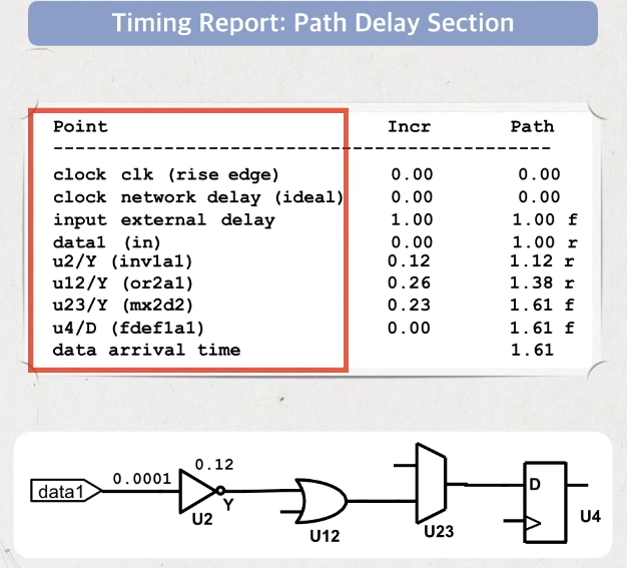 Timing Report: Path Delay Section
Point Incr Path
------------------------------------------------
clock clk (rise edge) 0.00 0.00
clock network delay (ideal) 0.00 0.00
input external delay 1.00 1.00 f
data1 (in) 0.00 1.00 r
u2/Y (inv1a1) 0.12 1.12 r
u12/Y (or2a1) 0.26 1.38 r
u23/Y (mx2d2) 0.23 1.61 f
u4/D (fdef1a1) 0.00 1.61 f
data arrival time 1.61
data1 0.0001 0.12 Y U2
U12
U23
D U4